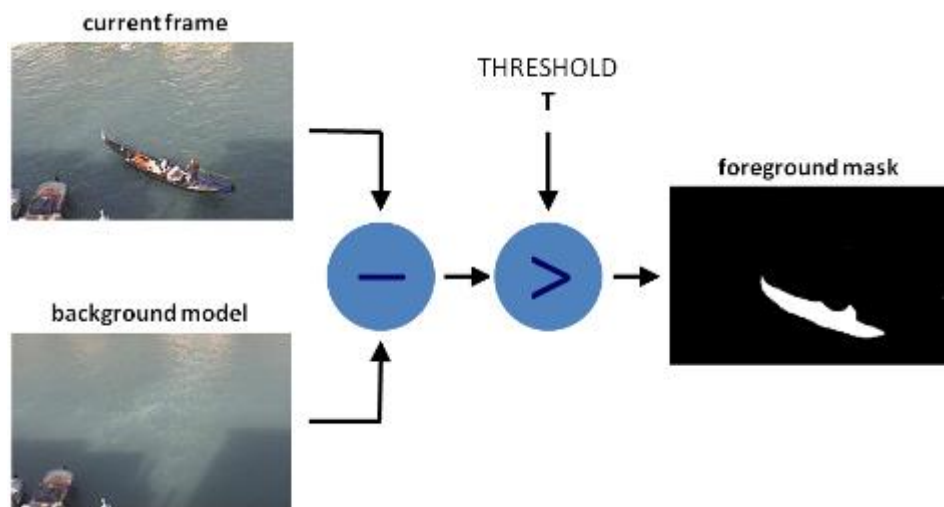 current frame
THRESHOLD
T
foreground mask
−
>
background model